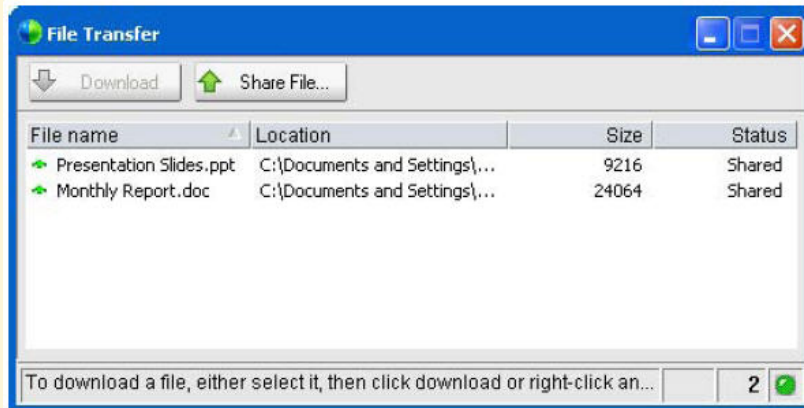 File Transfer
Download Share File...
File name Location Size Status
Presentation Slides.ppt C:\Documents and Settings\... 9216 Shared
Monthly Report.doc C:\Documents and Settings\... 24064 Shared
To download a file, either select it, then click download or right-click an... 2